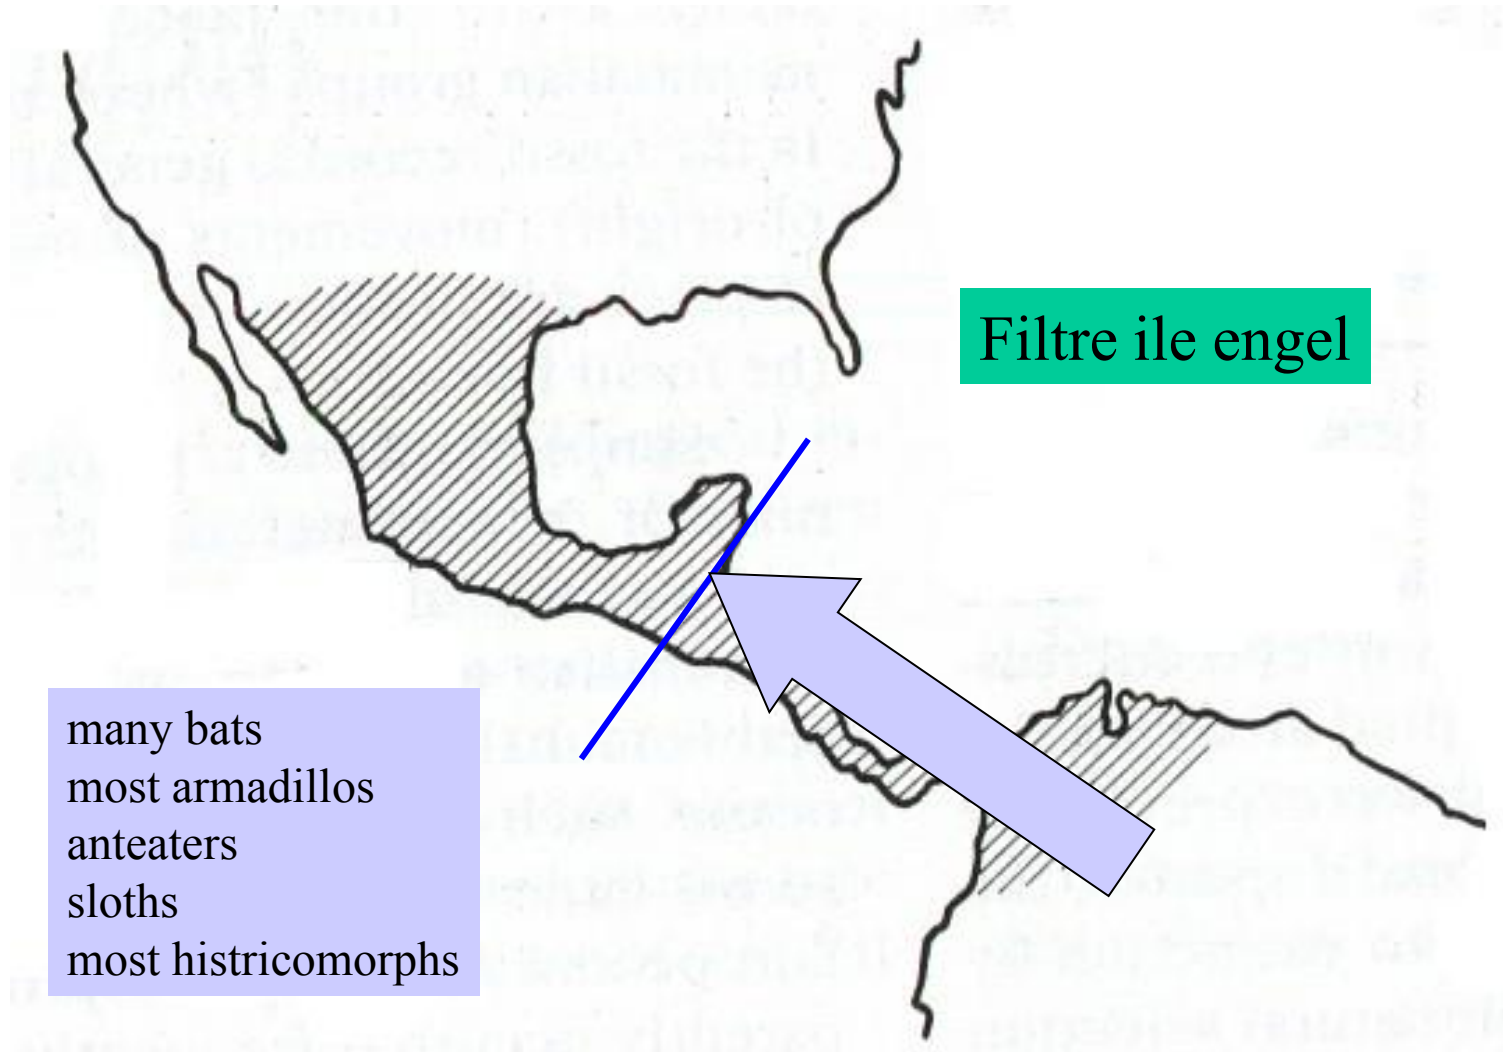 Filtre ile engel
many bats
most armadillos
anteaters
sloths
most histricomorphs